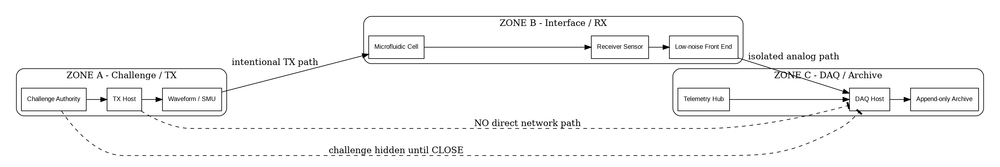 ZONE B - Interface / RX
Microfluidic Cell
Receiver Sensor
Low-noise Front End
isolated analog path
intentional TX path
ZONE A - Challenge / TX
Challenge Authority
TX Host
Waveform / SMU
ZONE C - DAQ / Archive
Telemetry Hub
DAQ Host
Append-only Archive
NO direct network path
challenge hidden until CLOSE